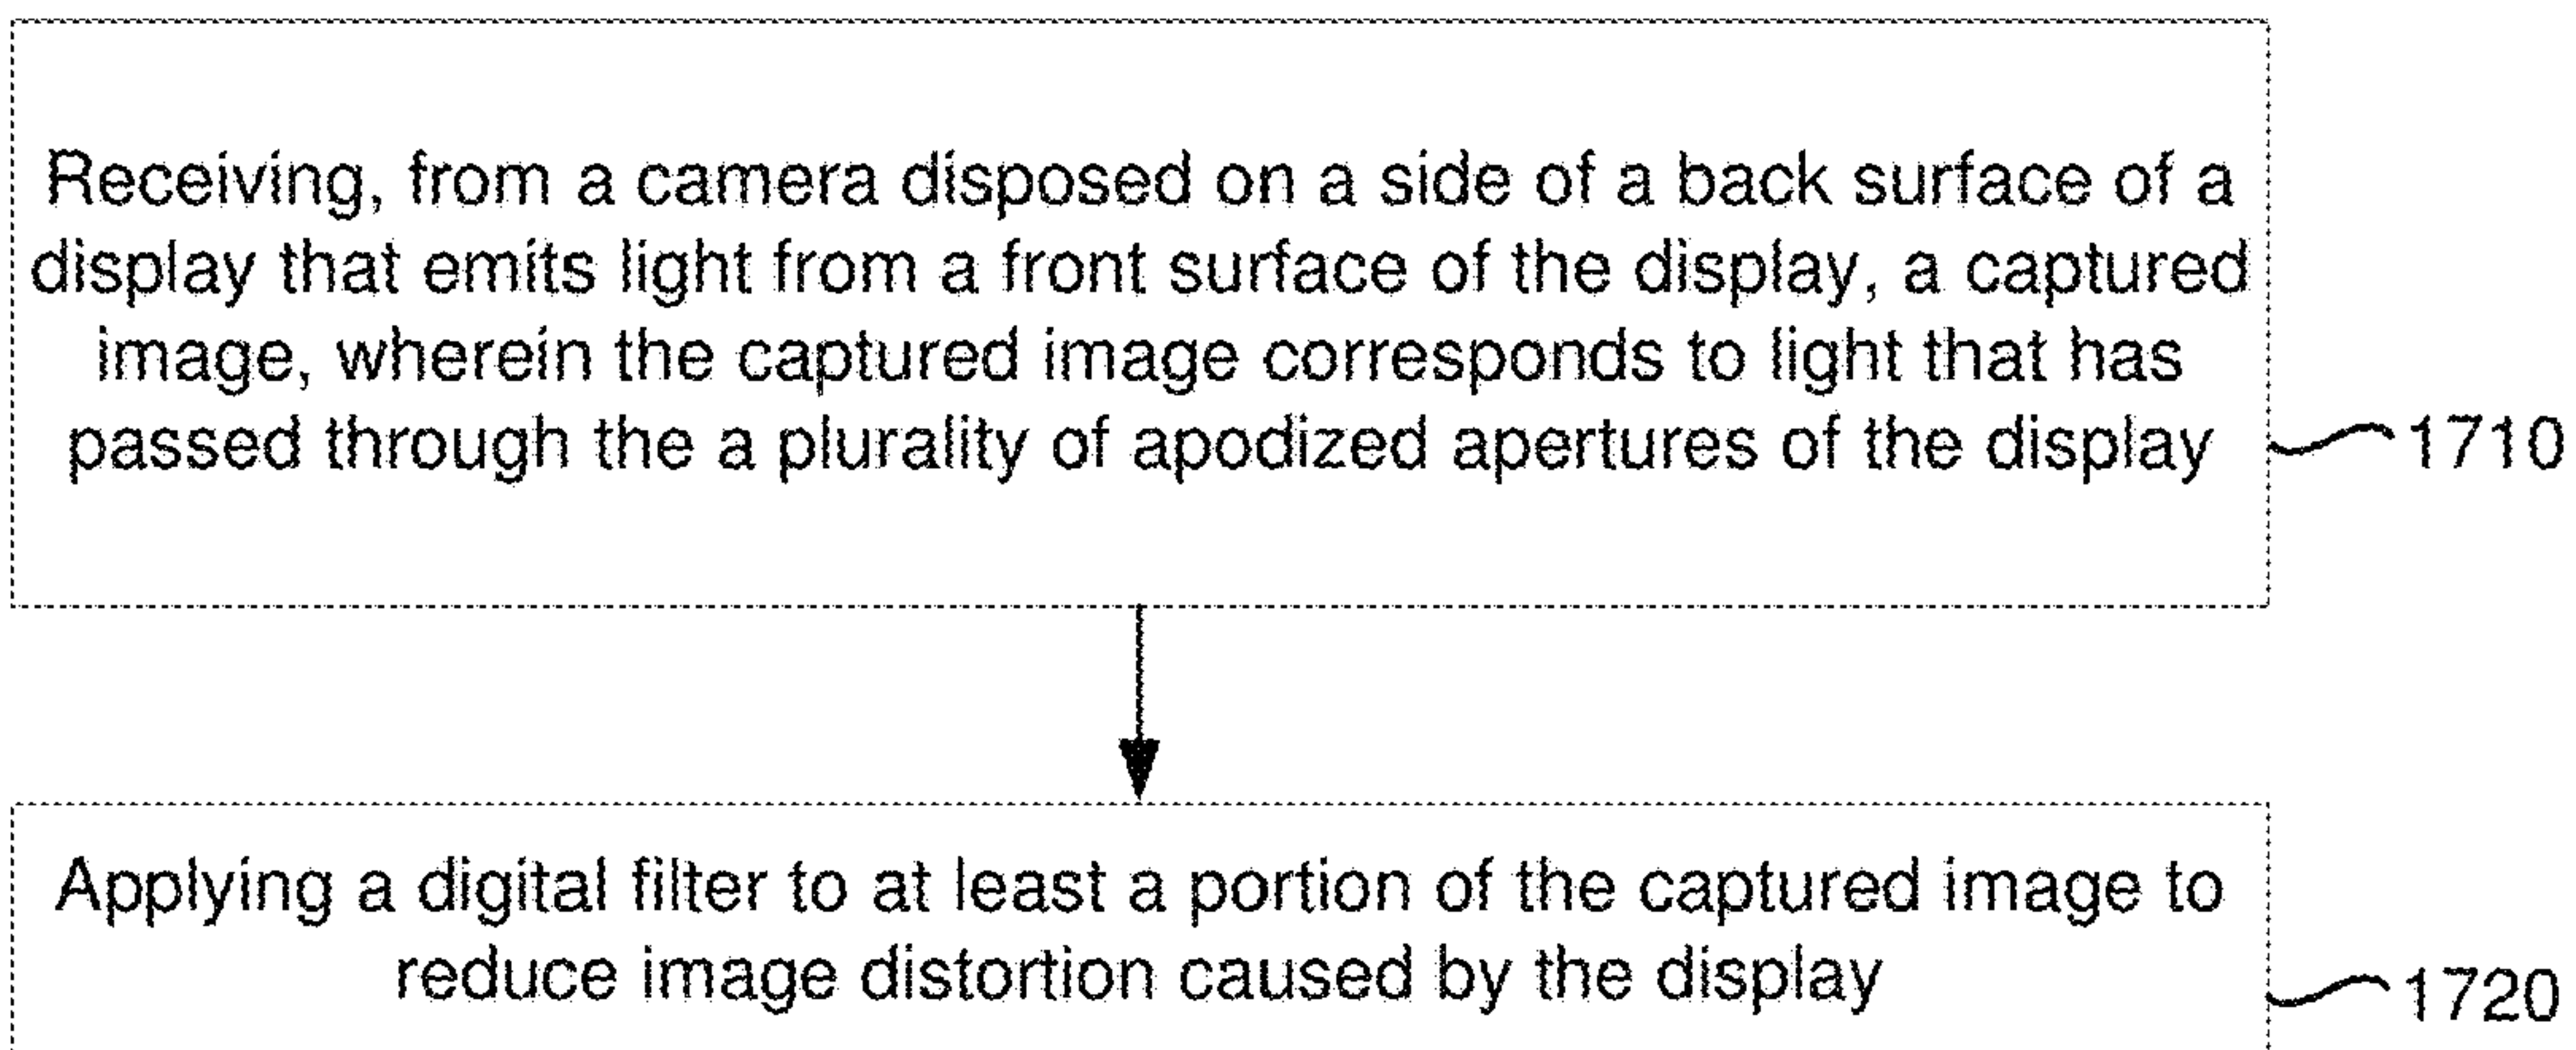 Receiving, from a camera disposed on a side of a back surface of a
display that emits light from a front surface of the display, a captured
image, wherein the captured image corresponds to light that has
passed through the a plurality of apodized apertures of the display
1710
Applying a digital filter to at least a portion of the captured image to
reduce image distortion caused by the display
1720